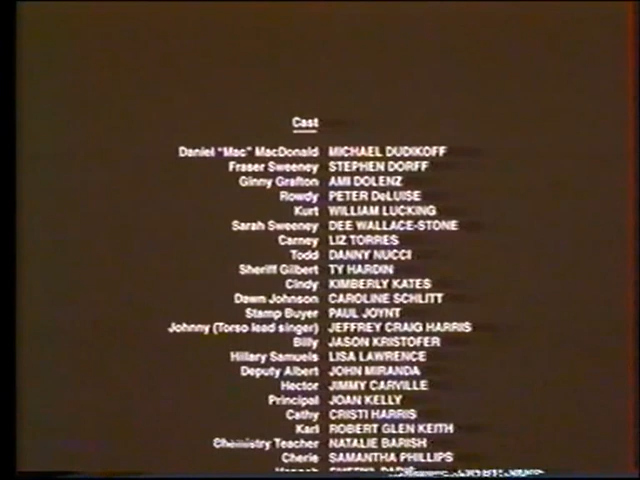 Cast
Daniel "Mac" MacDonald MICHAEL DUDIKOFF
Fraser Sweeney STEPHEN DORFF
Ginny Grafton AMI DOLENZ
Rowdy PETER DeLUISE
Kurt WILLIAM LUCKING
Sarah Sweeney DEE WALLACE-STONE
Carney LIZ TORRES
Todd DANNY NUCCI
Sheriff Gilbert TY HARDIN
Cindy KIMBERLY KATES
Dawn Johnson CAROLINE SCHLITT
Stamp Buyer PAUL JOYNT
Johnny (Torso lead singer) JEFFREY CRAIG HARRIS
Billy JASON KRISTOFER
Hillary Samuels LISA LAWRENCE
Deputy Albert JOHN MIRANDA
Hector JIMMY CARVILLE
Principal JOAN KELLY
Cathy CRISTI HARRIS
Karl ROBERT GLEN KEITH
Chemistry Teacher NATALIE BARISH
Cherie SAMANTHA PHILLIPS